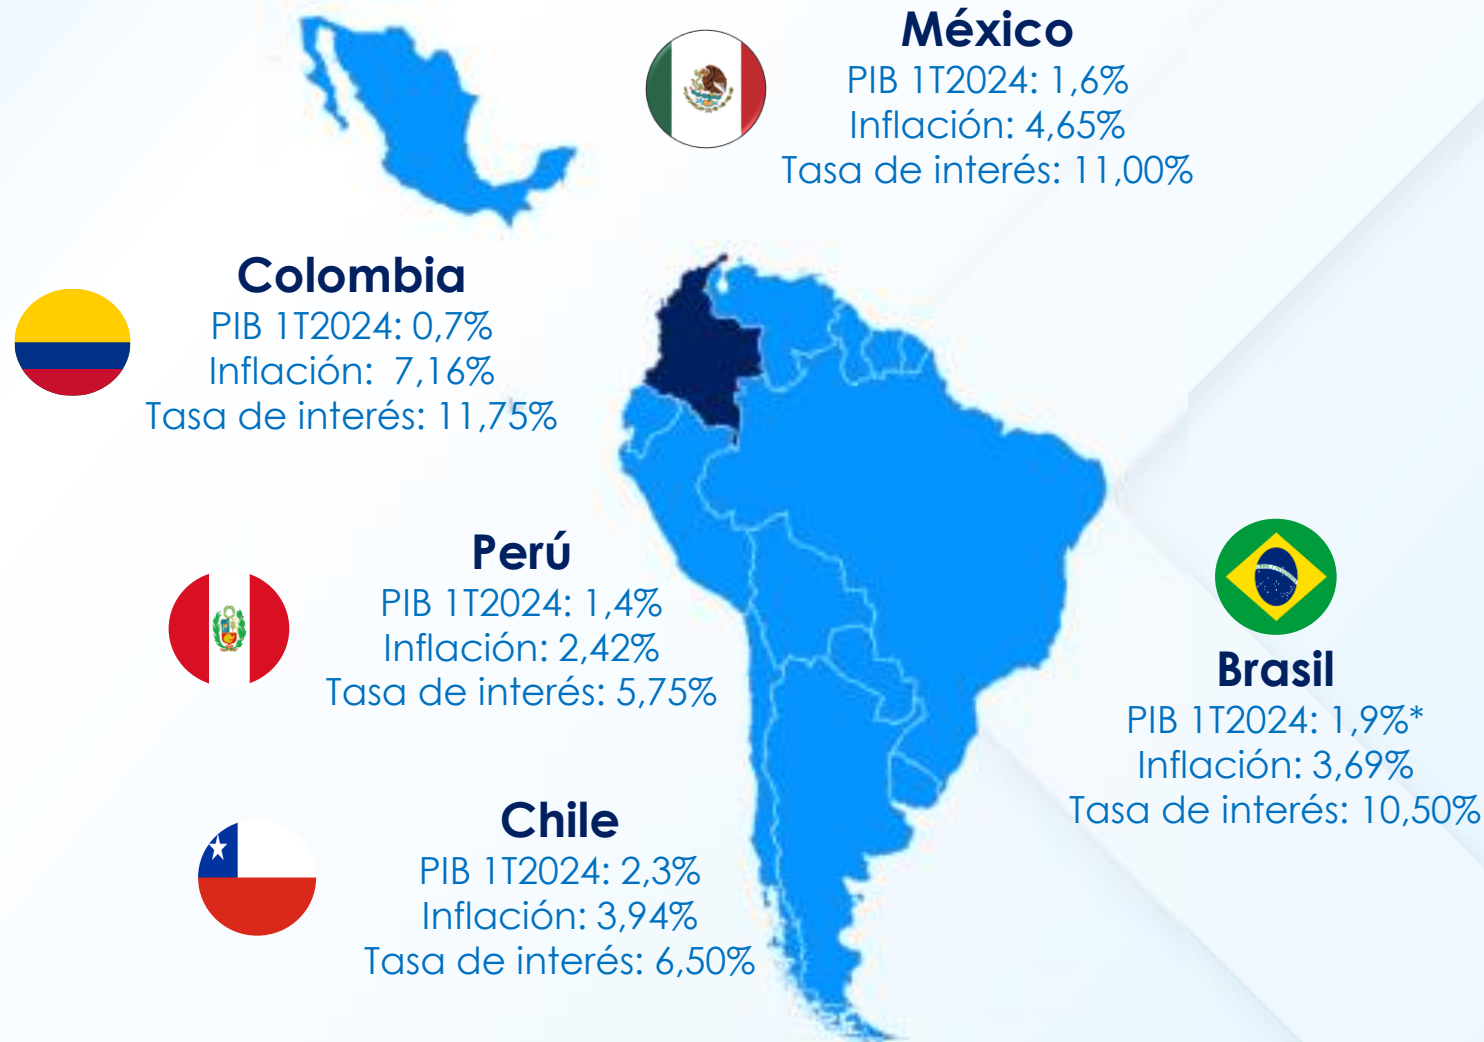 México
PIB 1T2024: 1,6%
Inflación: 4,65%
Tasa de interés: 11,00%
Colombia
PIB 1T2024: 0,7%
Inflación:  7,16%
Tasa de interés: 11,75%
Perú
PIB 1T2024: 1,4%
Inflación: 2,42%
Tasa de interés: 5,75%
Brasil
PIB 1T2024: 1,9%*
Inflación: 3,69%
Tasa de interés: 10,50%
Chile
PIB 1T2024: 2,3%
Inflación: 3,94%
Tasa de interés: 6,50%